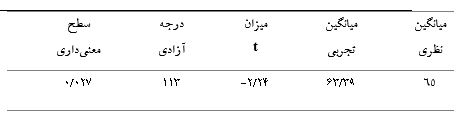 میانگین نظری	میانگین تجربی	میزان t	درجه آزادی	سطح معنی‌داری
۶۵	۶۳/۳۹	-۲/۲۴	۱۱۳	۰/۰۲۷